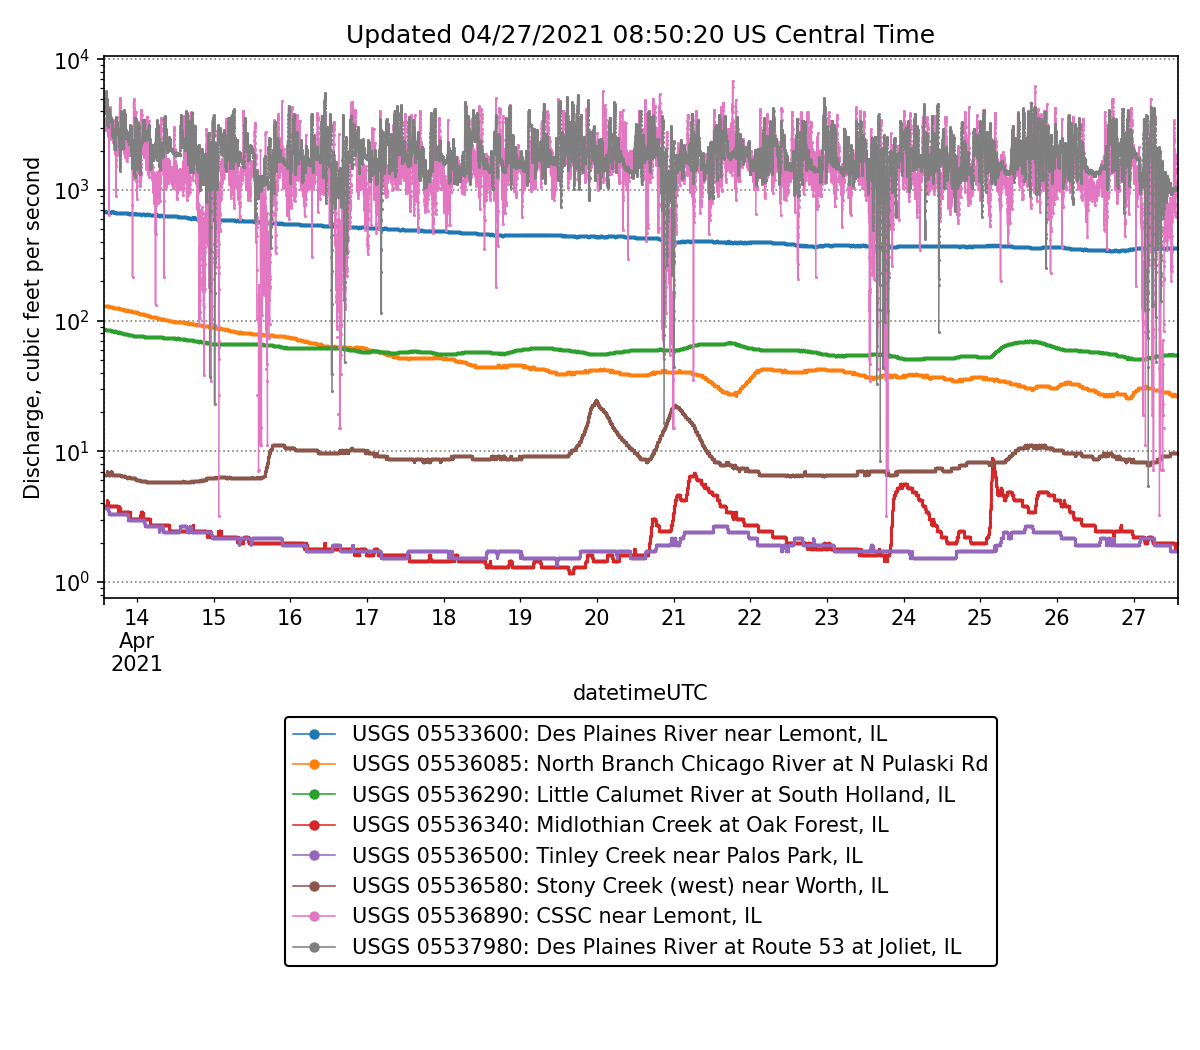 Updated 04/27/2021 08:50:20 US Central Time
Discharge, cubic feet per second
10^4
10^3
10^2
10^1
10^0
14 15 16 17 18 19 20 21 22 23 24 25 26 27
Apr
2021
datetimeUTC
USGS 05533600: Des Plaines River near Lemont, IL
USGS 05536085: North Branch Chicago River at N Pulaski Rd
USGS 05536290: Little Calumet River at South Holland, IL
USGS 05536340: Midlothian Creek at Oak Forest, IL
USGS 05536500: Tinley Creek near Palos Park, IL
USGS 05536580: Stony Creek (west) near Worth, IL
USGS 05536890: CSSC near Lemont, IL
USGS 05537980: Des Plaines River at Route 53 at Joliet, IL